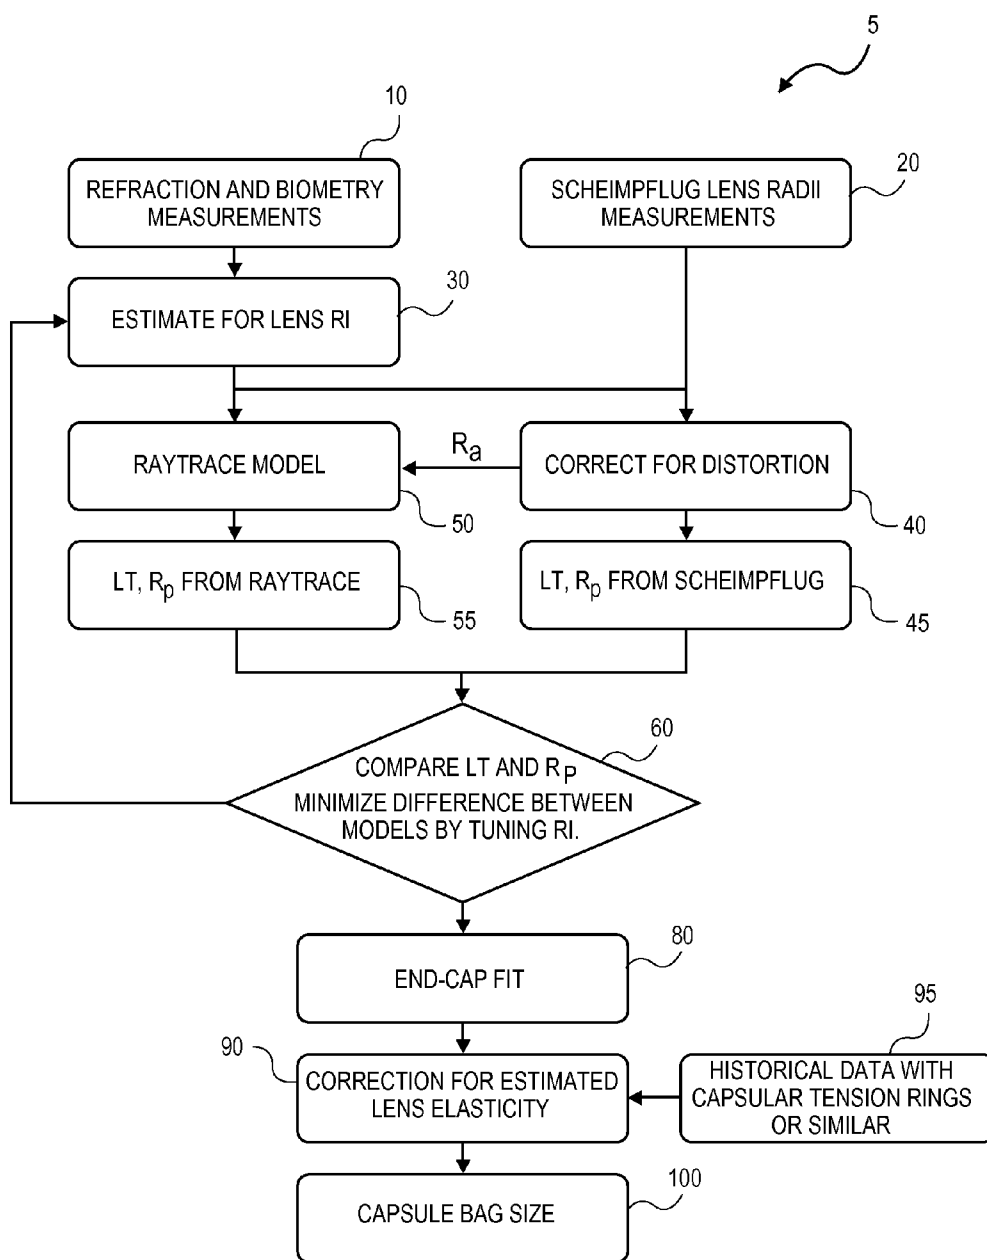 5
10
REFRACTION AND BIOMETRY
MEASUREMENTS
20
SCHEIMPFLUG LENS RADII
MEASUREMENTS
30
ESTIMATE FOR LENS RI
RAYTRACE MODEL
50
Ra
CORRECT FOR DISTORTION
40
LT, Rp FROM RAYTRACE
55
LT, Rp FROM SCHEIMPFLUG
45
60
COMPARE LT AND Rp
MINIMIZE DIFFERENCE BETWEEN
MODELS BY TUNING RI.
80
END-CAP FIT
90
CORRECTION FOR ESTIMATED
LENS ELASTICITY
95
HISTORICAL DATA WITH
CAPSULAR TENSION RINGS
OR SIMILAR
100
CAPSULE BAG SIZE